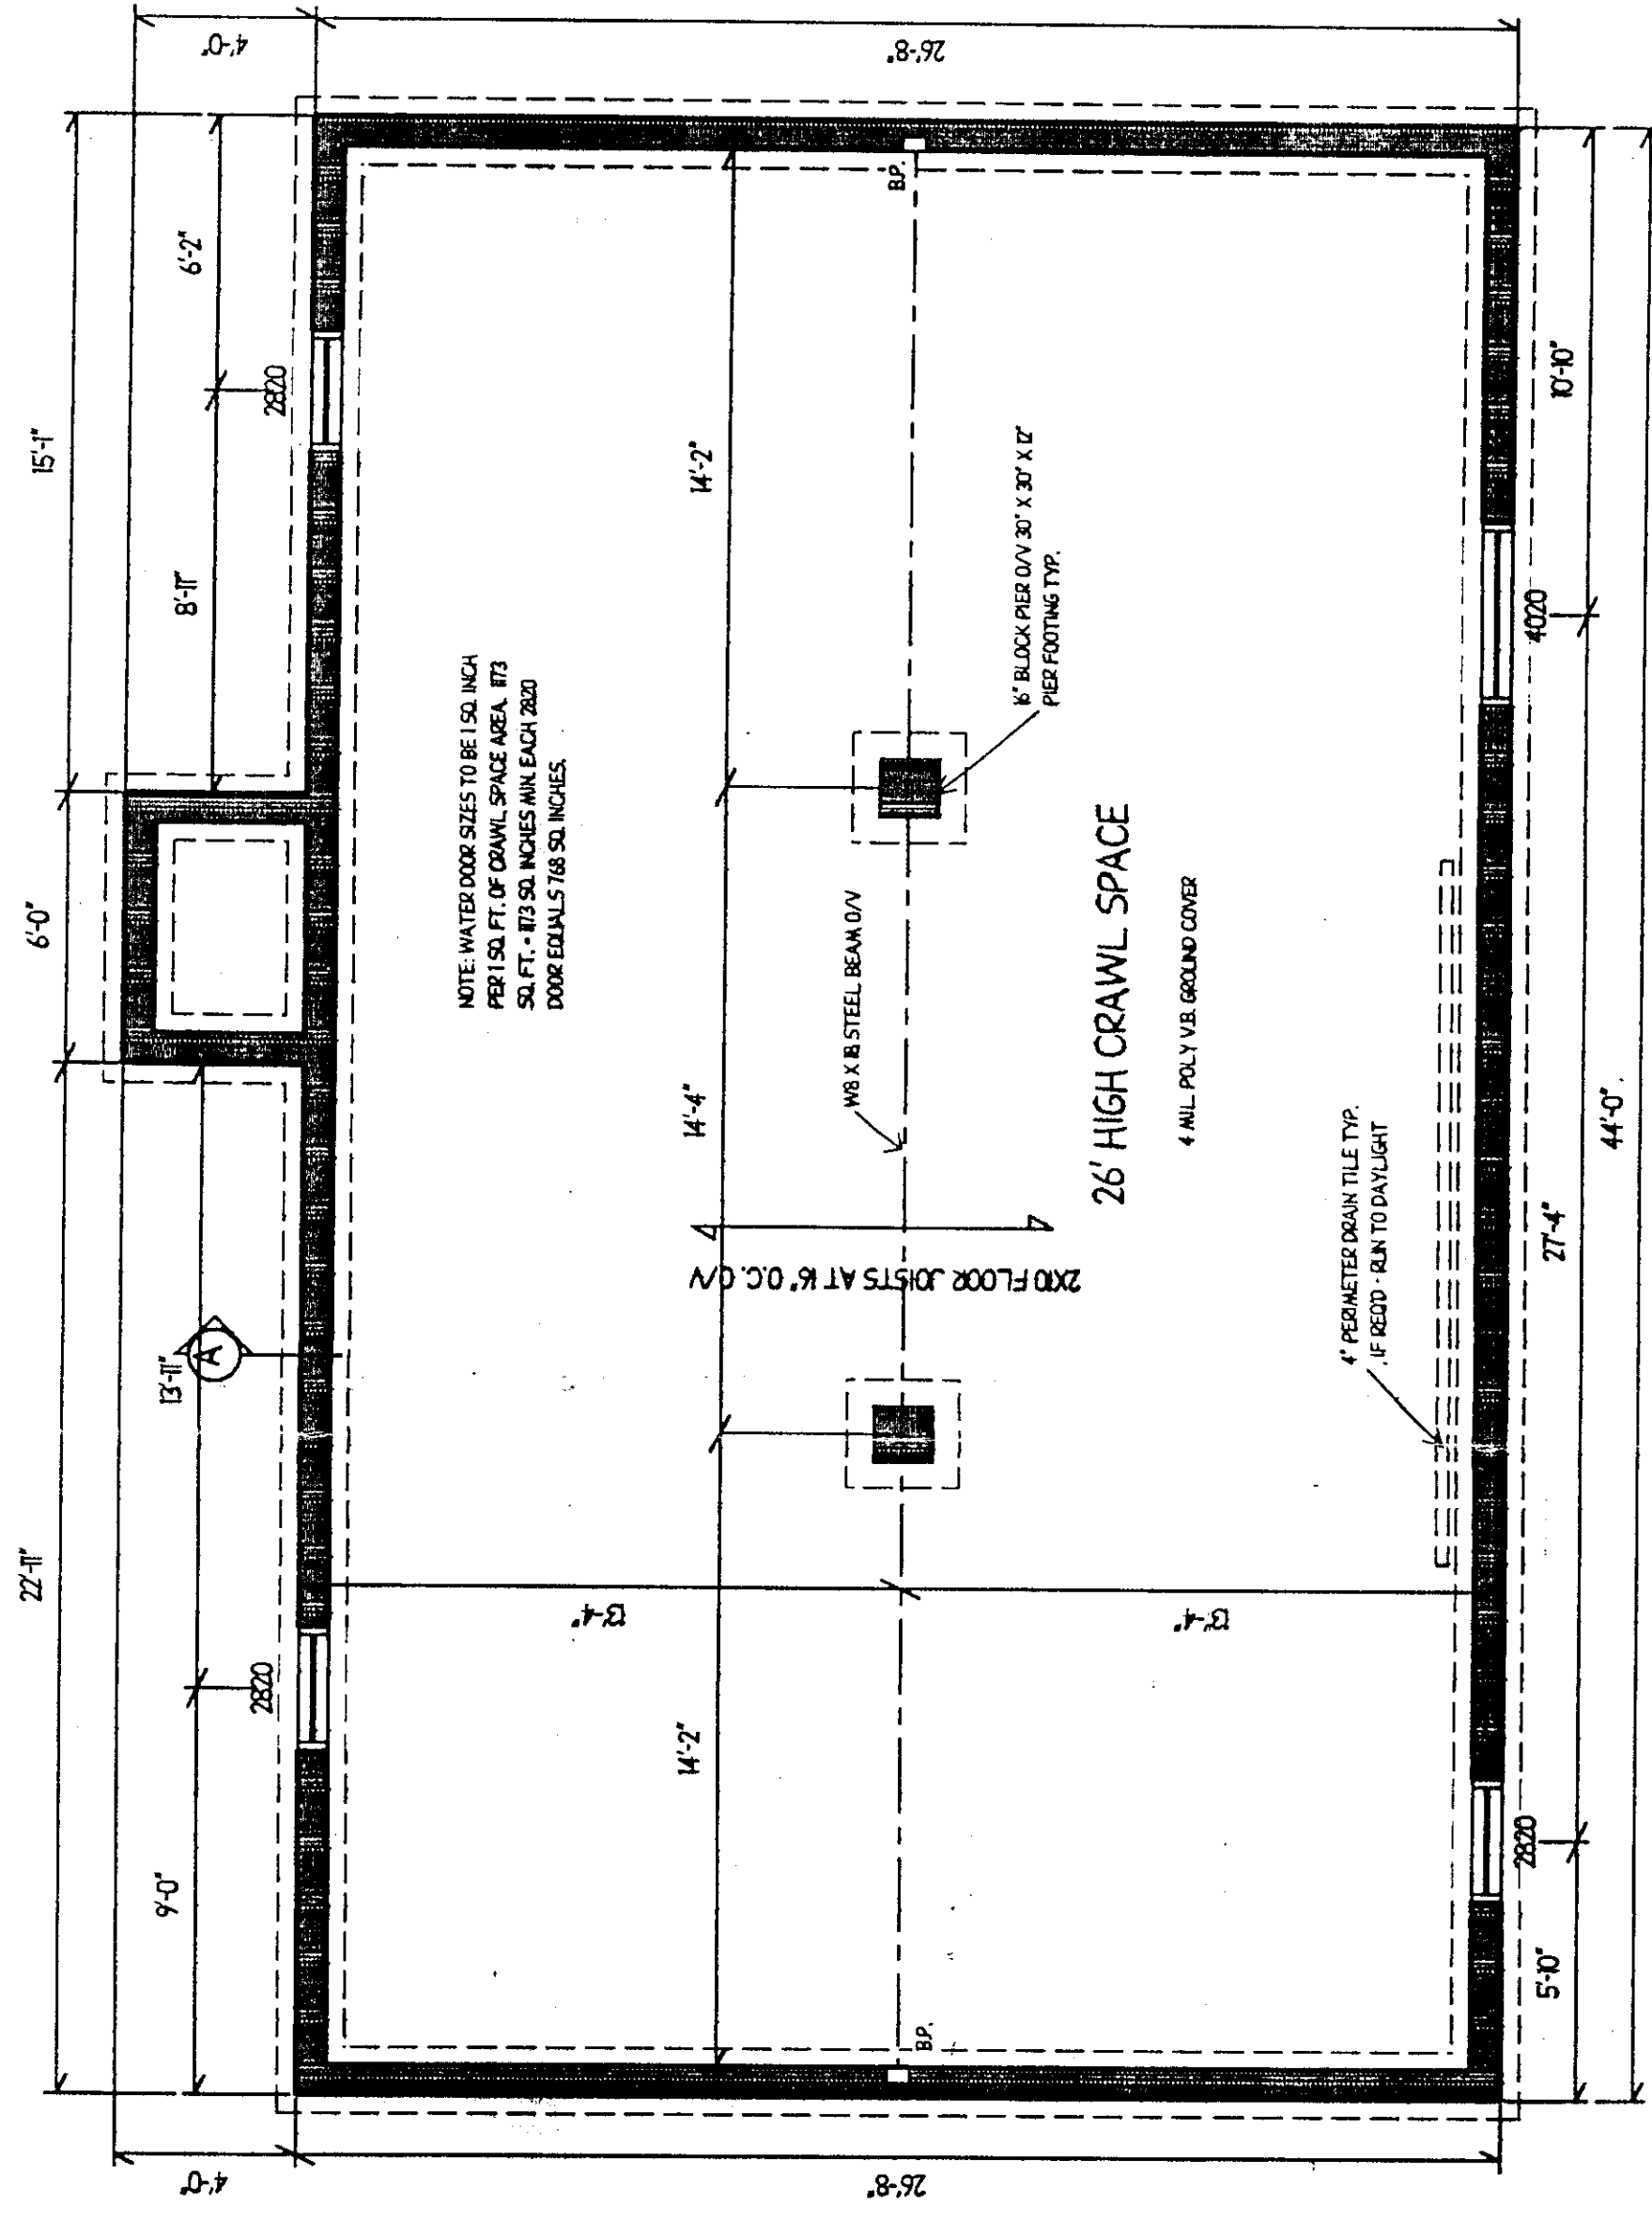 22'-11"
6'-0"
15'-1"
9'-0"
13'-11"
8'-11"
6'-2"
4'-0"
4'-0"
A
2820
2820
26'-8"
26'-8"
NOTE: WATER DOOR SIZES TO BE 1 SQ. INCH
PER 1 SQ. FT. OF CRAWL SPACE AREA. 1173
SQ. FT. = 1173 SQ. INCHES MIN. EACH 2820
DOOR EQUALS 768 SQ. INCHES.
14'-2"
14'-4"
14'-2"
13'-4"
13'-4"
2X10 FLOOR JOISTS AT 16" O.C. O/V
W8 X 18 STEEL BEAM O/V
B.P.
B.P.
16" BLOCK PIER O/V 30" X 30" X 12"
PIER FOOTING TYP.
26' HIGH CRAWL SPACE
4 MIL. POLY V.B. GROUND COVER
4" PERIMETER DRAIN TILE TYP.
IF REQ'D - RUN TO DAYLIGHT
2820
4020
5'-10"
27'-4"
10'-10"
44'-0"